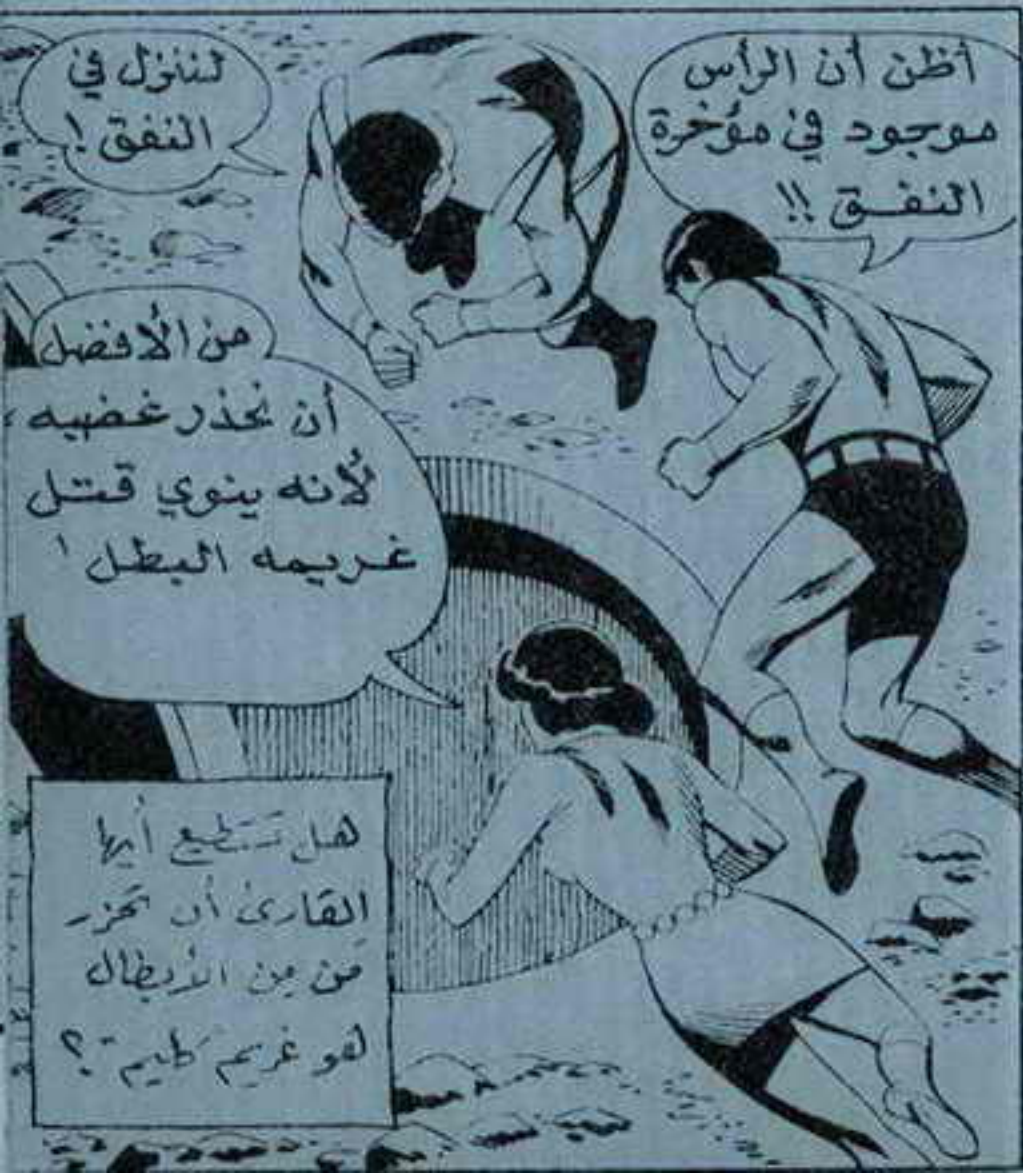 أظن أن الرأس
موجود في مؤخرة
النفـق !!
لننزل في
النفق !
من الأفضل
أن نحذر غضبه ،
لأنه ينوي قتل
غريمه البطل !
هل تستطيع أيها
القارئ أن تحزر
من من الأبطال
هو غريم كليم ؟